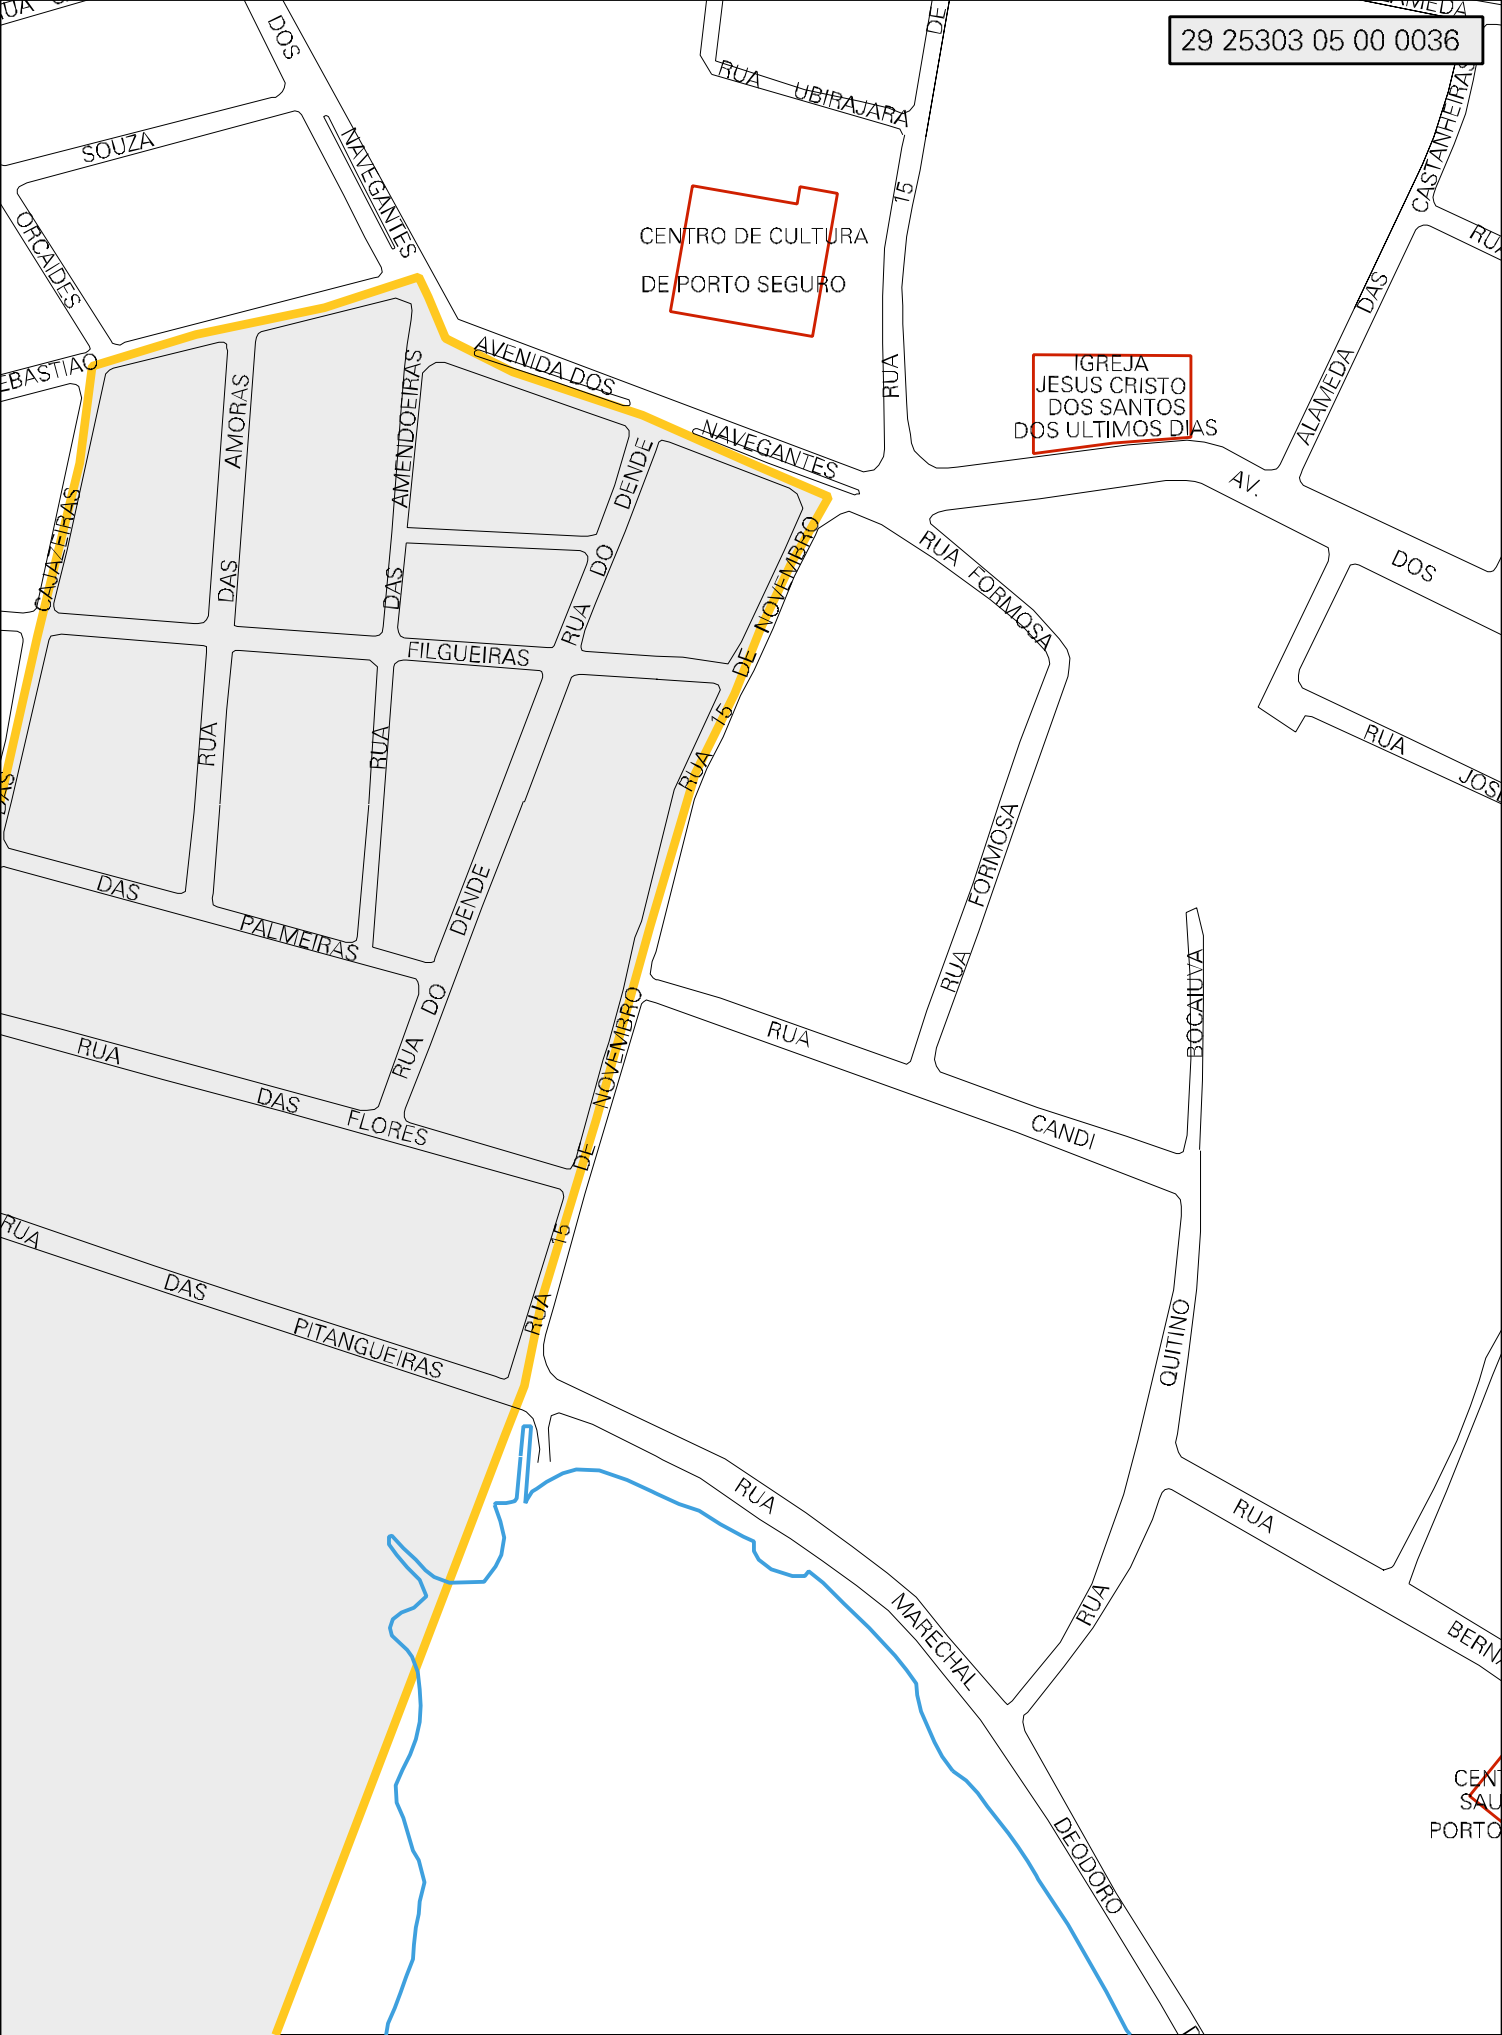 DOS
DE
29 25303 05 00 0036
RUA UBIRAJARA
SOUZA
NAVEGANTES
CASTANHEIRAS
15
ORCAIDES
CENTRO DE CULTURA
DE PORTO SEGURO
RUA
DAS
ALAMEDA
AVENIDA DOS
NAVEGANTES
RUA
IGREJA
JESUS CRISTO
DOS SANTOS
DOS ULTIMOS DIAS
AV.
DOS
AMORAS
DAS
RUA
AMENDOEIRAS
DAS
RUA
DENDE
DO
RUA
CAJAZEIRAS
DAS
FILGUEIRAS
NOVEMBRO
DE
15
RUA
RUA FORMOSA
RUA
FORMOSA
RUA
DAS
PALMEIRAS
DENDE
DO
RUA
RUA
DAS
FLORES
NOVEMBRO
DE
15
RUA
RUA
CANDI
BOCAIUVA
QUITINO
RUA
RUA
DAS
PITANGUEIRAS
RUA
MARECHAL
DEODORO
RUA
PORTO